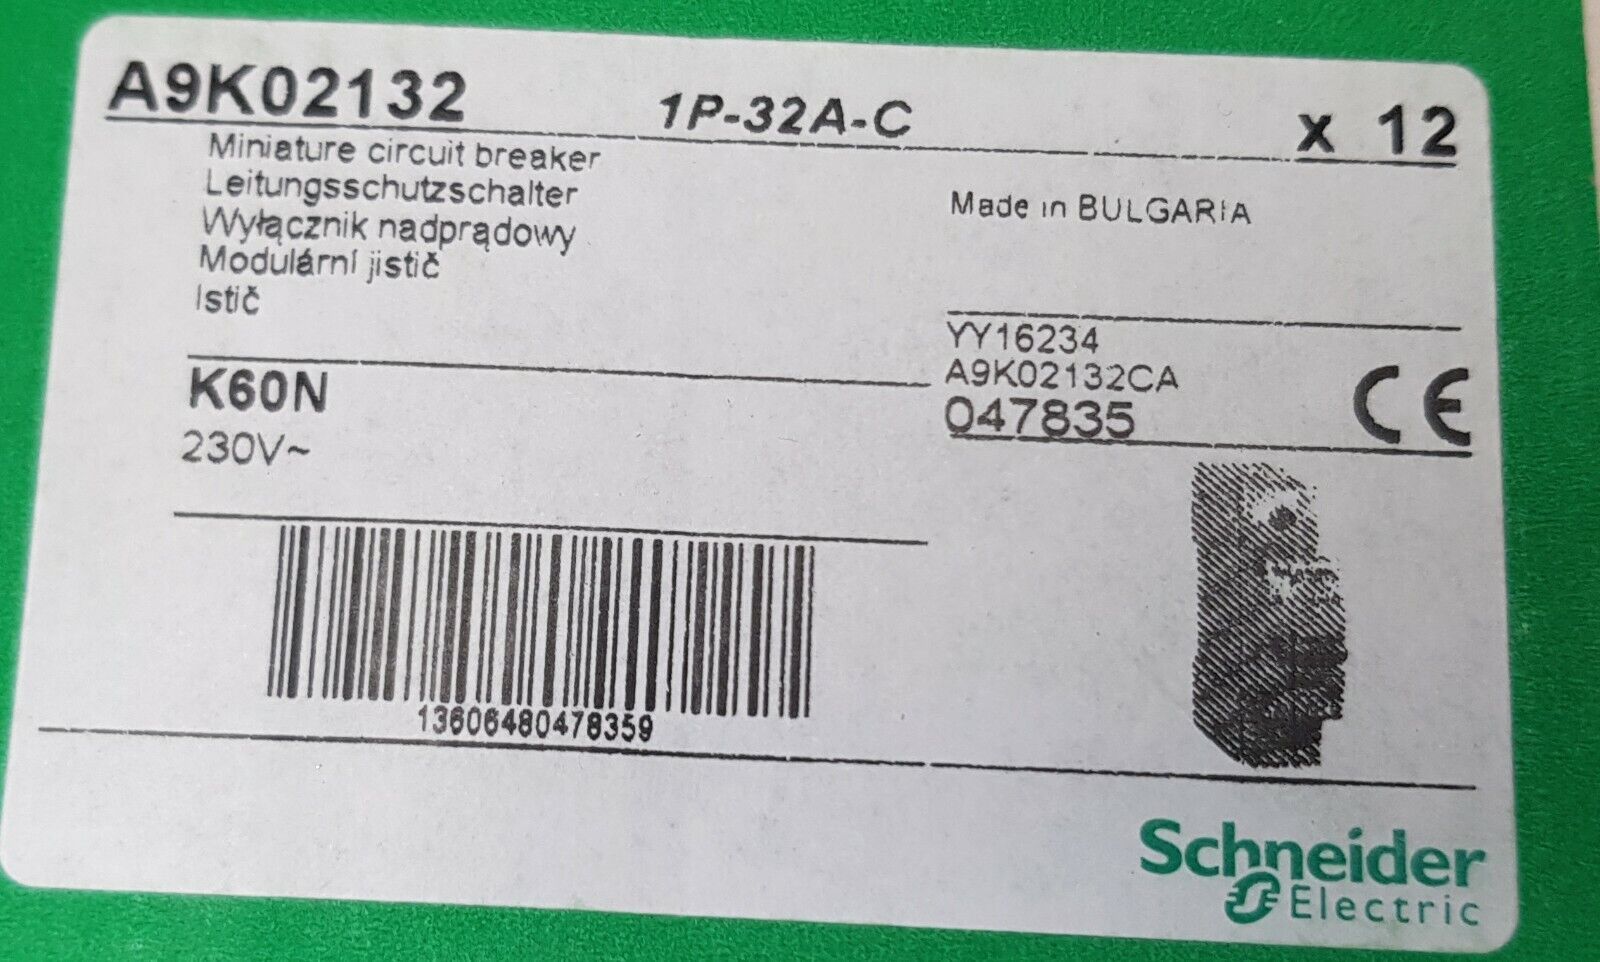 A9K02132 1P-32A-C x 12
Miniature circuit breaker
Leitungsschutzschalter
Wyłącznik nadprądowy
Modulární jistič
Istič
Made in BULGARIA
K60N
230V~
YY16234
A9K02132CA
047835
CE
13606480478359
Schneider
Electric